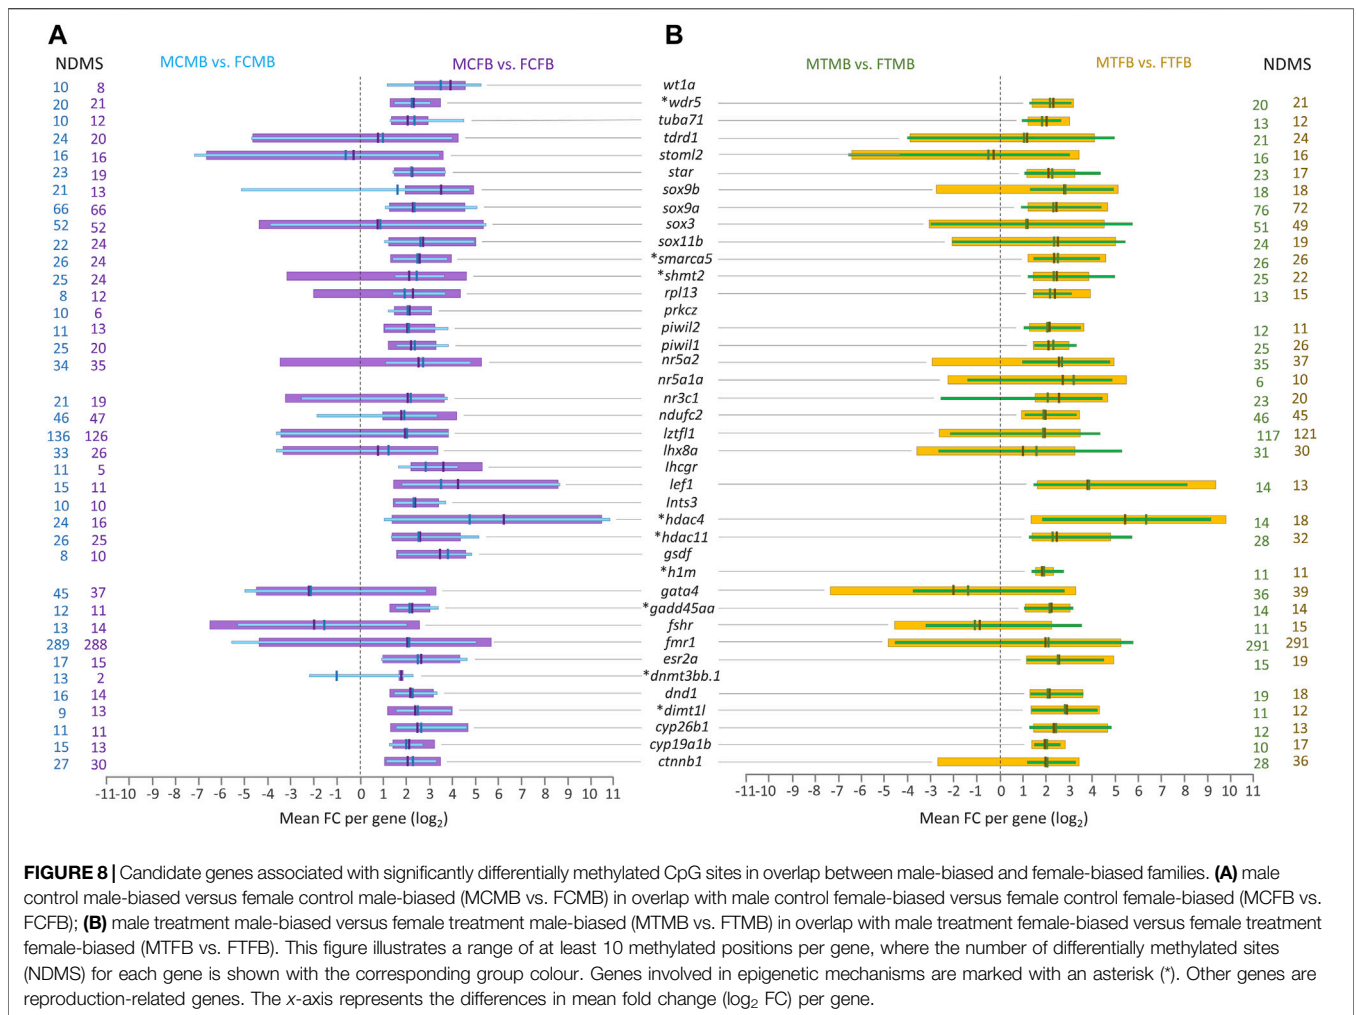 A B
NDMS MCMB vs. FCMB MCFB vs. FCFB MTMB vs. FTMB MTFB vs. FTFB NDMS
10 8 wt1a
20 21 *wdr5 20 21
10 12 tuba71 13 12
24 20 tdrd1 21 24
16 16 stoml2 16 16
23 19 star 23 17
21 13 sox9b 18 18
66 66 sox9a 76 72
52 52 sox3 51 49
22 24 sox11b 24 19
26 24 *smarca5 26 26
25 24 *shmt2 25 22
8 12 rpl13 13 15
10 6 prkcz
11 13 piwil2 12 11
25 20 piwil1 25 26
34 35 nr5a2 35 37
nr5a1a 6 10
21 19 nr3c1 23 20
46 47 ndufc2 46 45
136 126 lztfl1 117 121
33 26 lhx8a 31 30
11 5 lhcgr
15 11 lef1 14 13
10 10 lnts3
24 16 *hdac4 14 18
26 25 *hdac11 28 32
8 10 gsdf
*h1m 11 11
45 37 gata4 36 39
12 11 *gadd45aa 14 14
13 14 fshr 11 15
289 288 fmr1 291 291
17 15 esr2a 15 19
13 2 *dnmt3bb.1
16 14 dnd1 19 18
9 13 *dimt1l 11 12
11 11 cyp26b1 12 13
15 13 cyp19a1b 10 17
27 30 ctnnb1 28 36
-11 -10 -9 -8 -7 -6 -5 -4 -3 -2 -1 0 1 2 3 4 5 6 7 8 9 10 11 -11 -10 -9 -8 -7 -6 -5 -4 -3 -2 -1 0 1 2 3 4 5 6 7 8 9 10 11
Mean FC per gene (log2) Mean FC per gene (log2)
FIGURE 8 | Candidate genes associated with significantly differentially methylated CpG sites in overlap between male-biased and female-biased families. (A) male
control male-biased versus female control male-biased (MCMB vs. FCMB) in overlap with male control female-biased versus female control female-biased (MCFB vs.
FCFB); (B) male treatment male-biased versus female treatment male-biased (MTMB vs. FTMB) in overlap with male treatment female-biased versus female treatment
female-biased (MTFB vs. FTFB). This figure illustrates a range of at least 10 methylated positions per gene, where the number of differentially methylated sites
(NDMS) for each gene is shown with the corresponding group colour. Genes involved in epigenetic mechanisms are marked with an asterisk (*). Other genes are
reproduction-related genes. The x-axis represents the differences in mean fold change (log2 FC) per gene.